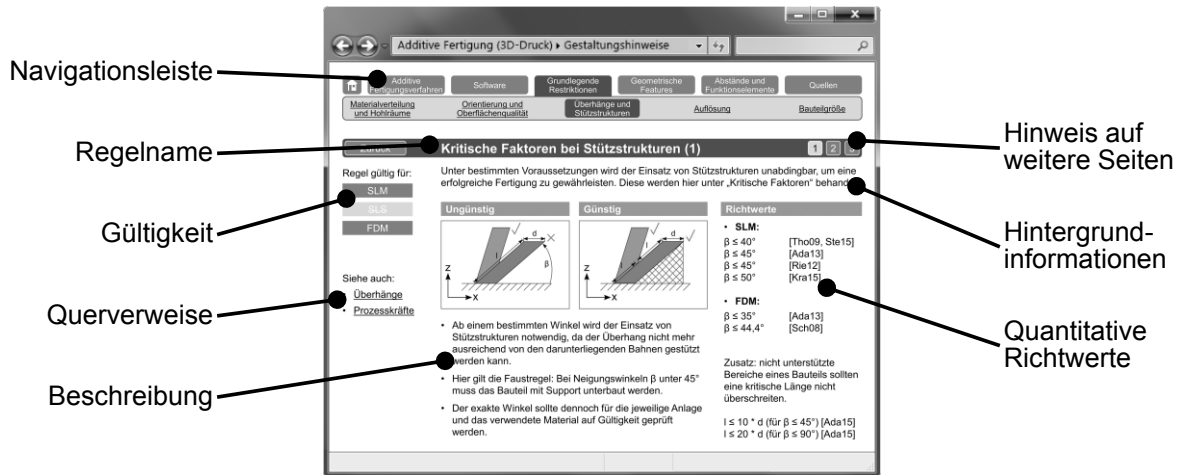 Additive Fertigung (3D-Druck) ▸ Gestaltungshinweise
Navigationsleiste
Additive
Fertigungsverfahren
Software
Grundlegende
Restriktionen
Geometrische
Features
Abstände und
Funktionselemente
Quellen
Materialverteilung
und Hohlräume
Orientierung und
Oberflächenqualität
Überhänge und
Stützstrukturen
Auflösung
Bauteilgröße
Regelname
Zurück
Kritische Faktoren bei Stützstrukturen (1)
1 2 3
Hinweis auf
weitere Seiten
Regel gültig für:
SLM
SLS
FDM
Gültigkeit
Unter bestimmten Voraussetzungen wird der Einsatz von Stützstrukturen unabdingbar, um eine
erfolgreiche Fertigung zu gewährleisten. Diese werden hier unter „Kritische Faktoren“ behand
Hintergrund-
informationen
Ungünstig
d
l
β
Z
X
Günstig
d
l
Z
X
Richtwerte
• SLM:
β ≤ 40° [Tho09, Ste15]
β ≤ 45° [Ada13]
β ≤ 45° [Rie12]
β ≤ 50° [Kra15]
• FDM:
β ≤ 35° [Ada13]
β ≤ 44,4° [Sch08]
Quantitative
Richtwerte
Zusatz: nicht unterstützte
Bereiche eines Bauteils sollten
eine kritische Länge nicht
überschreiten.
l ≤ 10 * d (für β ≤ 45°) [Ada15]
l ≤ 20 * d (für β ≤ 90°) [Ada15]
Siehe auch:
• Überhänge
• Prozesskräfte
Querverweise
Beschreibung
• Ab einem bestimmten Winkel wird der Einsatz von
Stützstrukturen notwendig, da der Überhang nicht mehr
ausreichend von den darunterliegenden Bahnen gestützt
werden kann.
• Hier gilt die Faustregel: Bei Neigungswinkeln β unter 45°
muss das Bauteil mit Support unterbaut werden.
• Der exakte Winkel sollte dennoch für die jeweilige Anlage
und das verwendete Material auf Gültigkeit geprüft
werden.